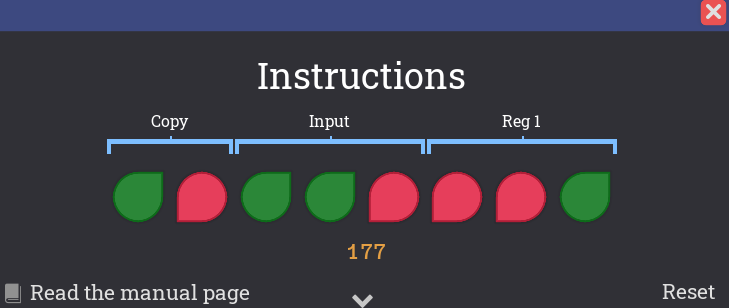 Instructions
Copy Input Reg 1
177
Read the manual page Reset